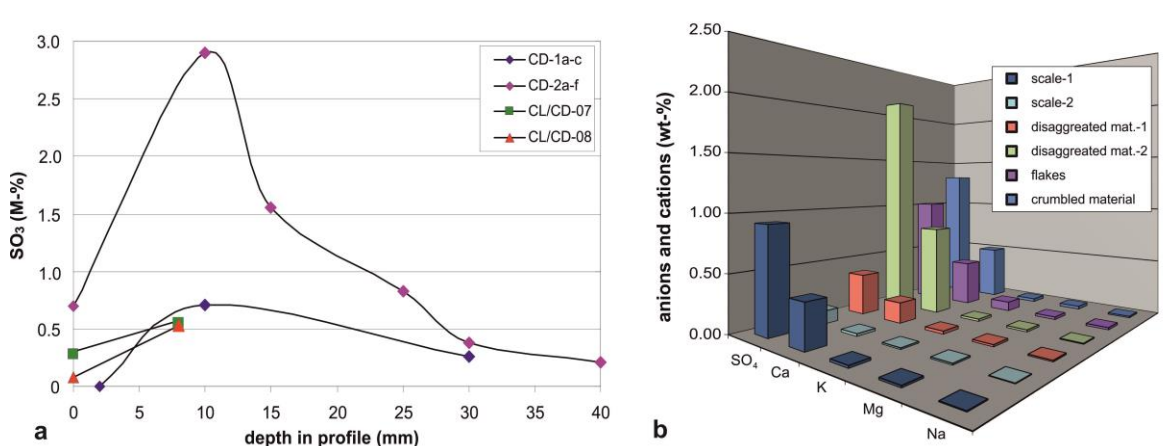 3.0
2.5
2.0
1.5
1.0
0.5
0
SO₃ (M-%)
0 5 10 15 20 25 30 35 40
depth in profile (mm)
CD-1a-c
CD-2a-f
CL/CD-07
CL/CD-08
a
2.50
2.00
1.50
1.00
0.50
0.00
anions and cations (wt-%)
SO₄
Ca
K
Mg
Na
scale-1
scale-2
disaggreated mat.-1
disaggreated mat.-2
flakes
crumbled material
b